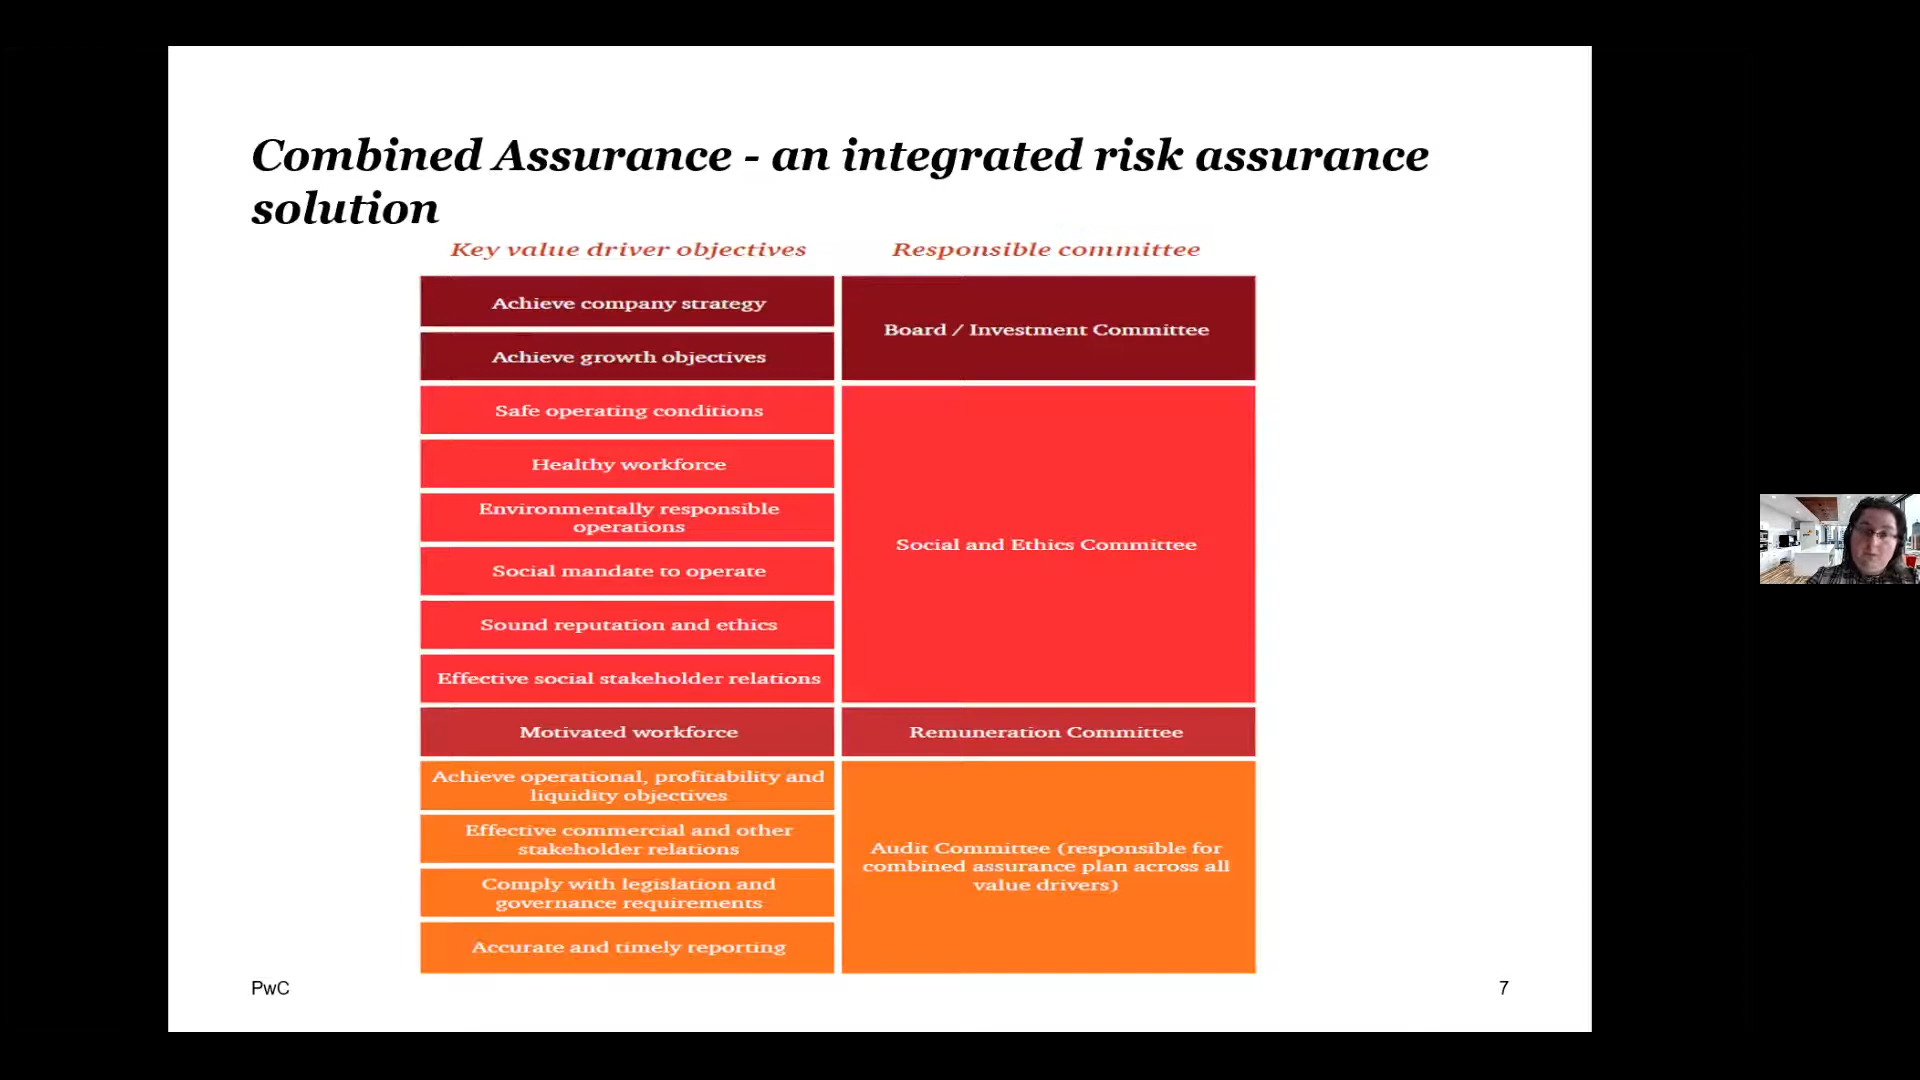 Combined Assurance - an integrated risk assurance
solution
Key value driver objectives
Responsible committee
Achieve company strategy
Achieve growth objectives
Board / Investment Committee
Safe operating conditions
Healthy workforce
Environmentally responsible
operations
Social mandate to operate
Sound reputation and ethics
Effective social stakeholder relations
Social and Ethics Committee
Motivated workforce
Remuneration Committee
Achieve operational, profitability and
liquidity objectives
Effective commercial and other
stakeholder relations
Comply with legislation and
governance requirements
Accurate and timely reporting
Audit Committee (responsible for
combined assurance plan across all
value drivers)
PwC
7